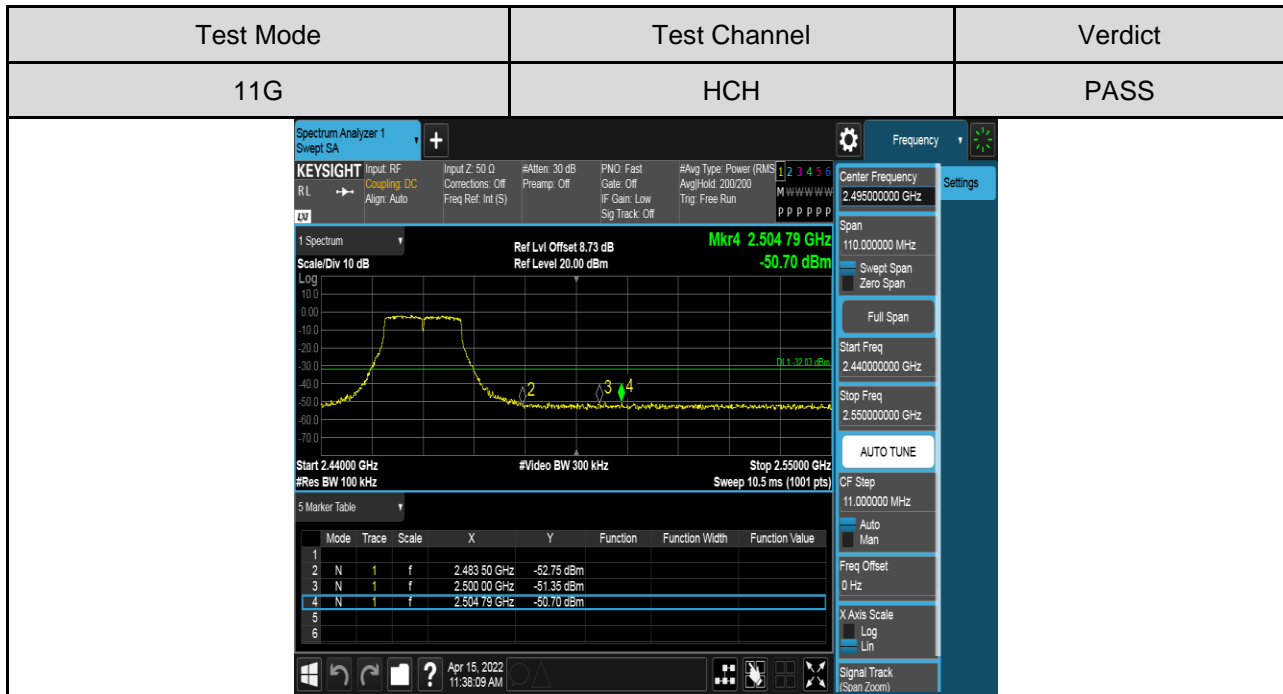 Test Mode Test Channel Verdict
11G HCH PASS
Spectrum Analyzer 1
Swept SA
+
Frequency
KEYSIGHT
RL
LXI
Input: RF
Coupling: DC
Align: Auto
Input Z: 50 Ω
Corrections: Off
Freq Ref: Int (S)
#Atten: 30 dB
Preamp: Off
PNO: Fast
Gate: Off
IF Gain: Low
Sig Track: Off
#Avg Type: Power (RMS
Avg|Hold: 200/200
Trig: Free Run
1 2 3 4 5 6
M W W W W W
P P P P P P
1 Spectrum
Scale/Div 10 dB
Ref Lvl Offset 8.73 dB
Ref Level 20.00 dBm
Mkr4 2.504 79 GHz
-50.70 dBm
Log
10.0
0.00
-10.0
-20.0
-30.0
-40.0
-50.0
-60.0
-70.0
DL1 -32.03 dBm
2
3
4
Start 2.44000 GHz #Video BW 300 kHz Stop 2.55000 GHz
#Res BW 100 kHz Sweep 10.5 ms (1001 pts)
5 Marker Table
Mode Trace Scale X Y Function Function Width Function Value
1
2 N 1 f 2.483 50 GHz -52.75 dBm
3 N 1 f 2.500 00 GHz -51.35 dBm
4 N 1 f 2.504 79 GHz -50.70 dBm
5
6
?
Apr 15, 2022
11:38:09 AM
Center Frequency
2.495000000 GHz
Settings
Span
110.000000 MHz
Swept Span
Zero Span
Full Span
Start Freq
2.440000000 GHz
Stop Freq
2.550000000 GHz
AUTO TUNE
CF Step
11.000000 MHz
Auto
Man
Freq Offset
0 Hz
X Axis Scale
Log
Lin
Signal Track
(Span Zoom)